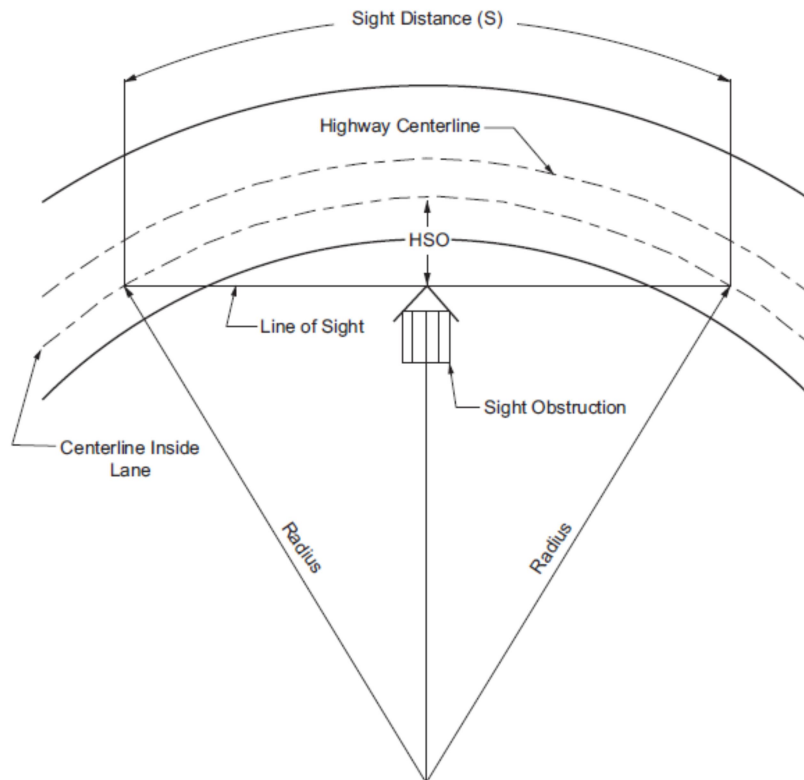 Sight Distance (S)
Highway Centerline
HSO
Line of Sight
Sight Obstruction
Centerline Inside
Lane
Radius
Radius